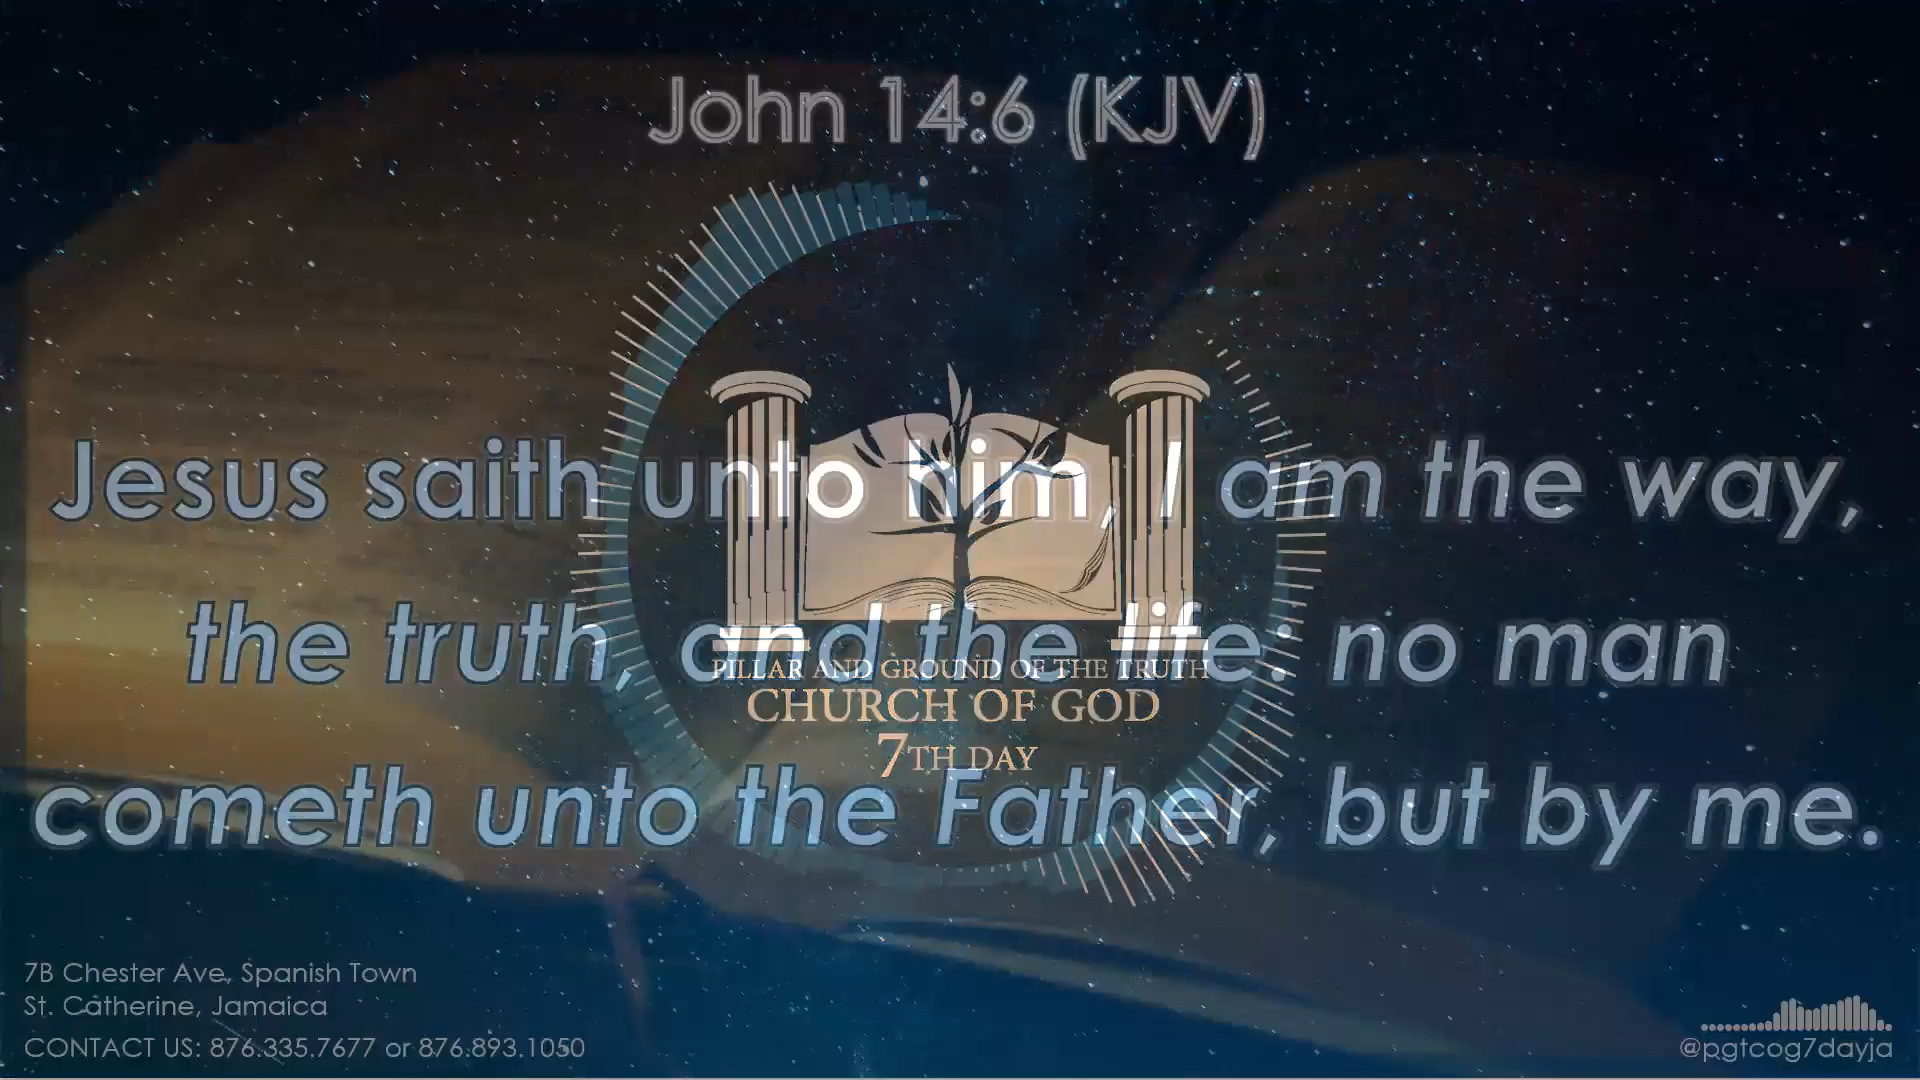 John 14:6 (KJV)
Jesus saith unto him, I am the way,
the truth, and the life: no man
PILLAR AND GROUND OF THE TRUTH
CHURCH OF GOD
7TH DAY
cometh unto the Father, but by me.
7B Chester Ave, Spanish Town
St. Catherine, Jamaica
CONTACT US: 876.335.7677 or 876.893.1050
@pgtcog7dayja